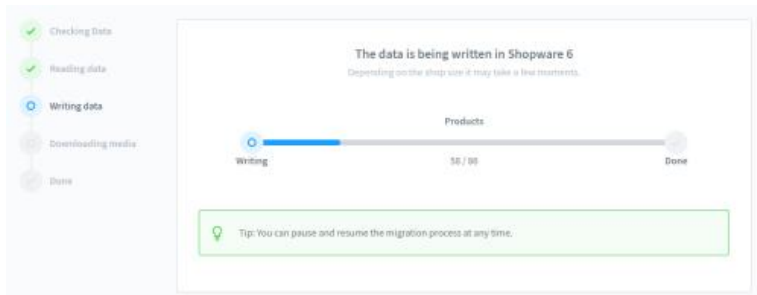 Checking Data
Reading data
Writing data
Downloading media
Done
The data is being written in Shopware 6
Depending on the shop size it may take a few moments.
Products
Writing
58 / 88
Done
Tip: You can pause and resume the migration process at any time.